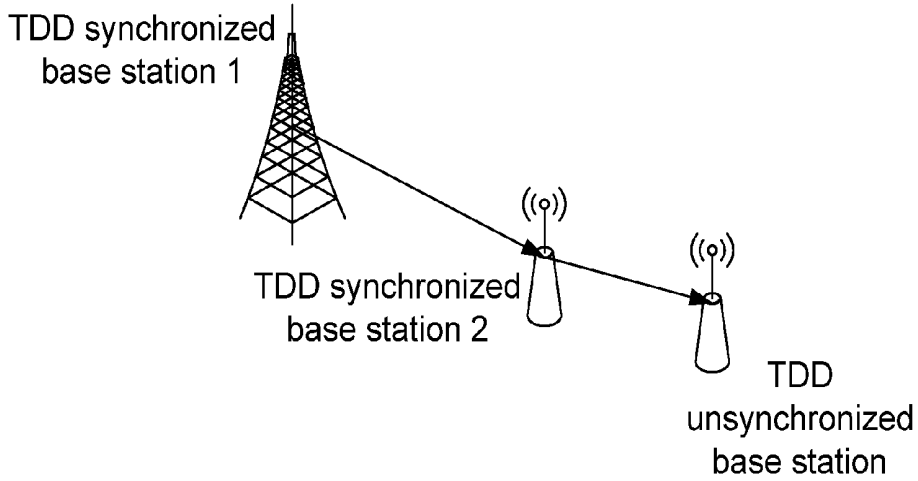 TDD synchronized
base station 1
TDD synchronized
base station 2
TDD
unsynchronized
base station